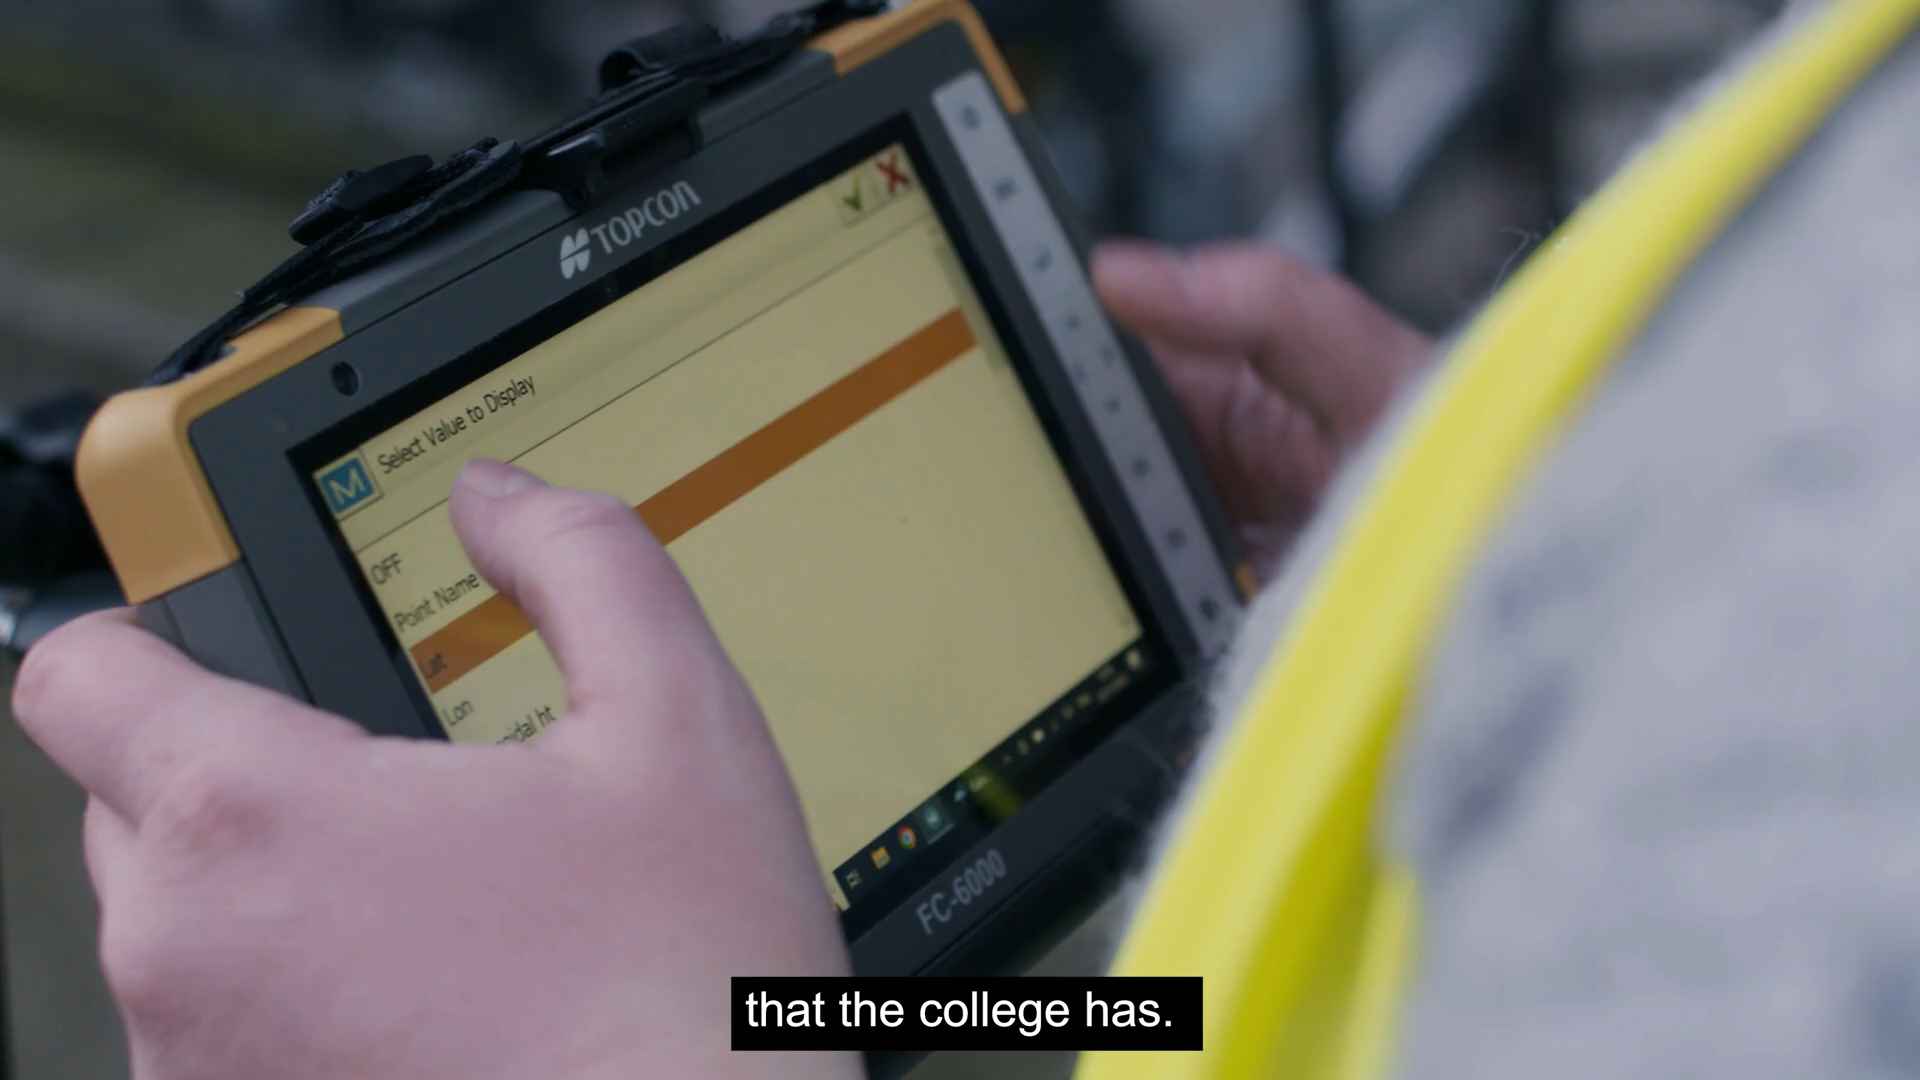 TOPCON
Select Value to Display
OFF
Point Name
Lat
Lon
FC-6000
that the college has.